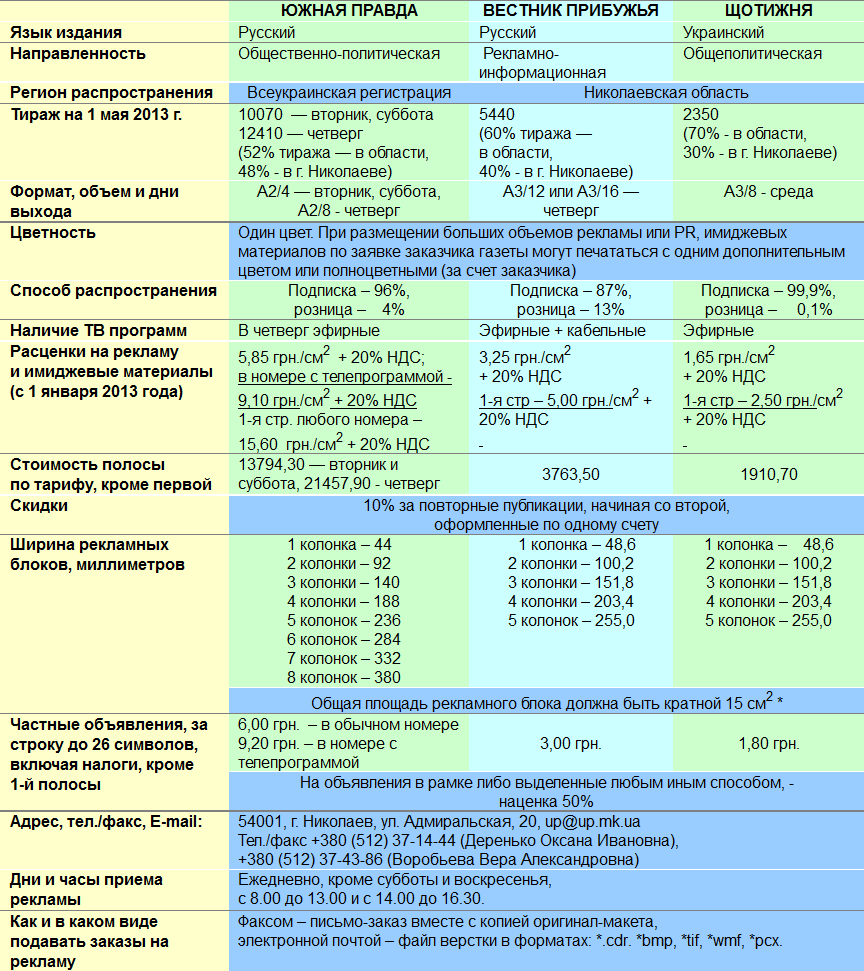 ЮЖНАЯ ПРАВДА ВЕСТНИК ПРИБУЖЬЯ ЩОТИЖНЯ
Язык издания Русский Русский Украинский
Направленность Общественно-политическая Рекламно-информационная Общеполитическая
Регион распространения Всеукраинская регистрация Николаевская область
Тираж на 1 мая 2013 г.
10070 — вторник, суббота
12410 — четверг
(52% тиража — в области,
48% - в г. Николаеве)
5440
(60% тиража —
в области,
40% - в г. Николаеве)
2350
(70% - в области,
30% - в г. Николаеве)
Формат, объем и дни
выхода
А2/4 — вторник, суббота,
А2/8 - четверг
А3/12 или А3/16 —
четверг
А3/8 - среда
Цветность
Один цвет. При размещении больших объемов рекламы или PR, имиджевых
материалов по заявке заказчика газеты могут печататься с одним дополнительным
цветом или полноцветными (за счет заказчика)
Способ распространения
Подписка – 96%,
розница – 4%
Подписка – 87%,
розница – 13%
Подписка – 99,9%,
розница – 0,1%
Наличие ТВ программ В четверг эфирные Эфирные + кабельные Эфирные
Расценки на рекламу
и имиджевые материалы
(с 1 января 2013 года)
5,85 грн./см2 + 20% НДС;
в номере с телепрограммой -
9,10 грн./см2 + 20% НДС
1-я стр. любого номера –
15,60 грн./см2 + 20% НДС
3,25 грн./см2
+ 20% НДС
1-я стр – 5,00 грн./см2 +
20% НДС
-
1,65 грн./см2
+ 20% НДС
1-я стр – 2,50 грн./см2
+ 20% НДС
-
Стоимость полосы
по тарифу, кроме первой
13794,30 — вторник и
суббота, 21457,90 - четверг
3763,50
1910,70
Скидки
10% за повторные публикации, начиная со второй,
оформленные по одному счету
Ширина рекламных
блоков, миллиметров
1 колонка – 44
2 колонки – 92
3 колонки – 140
4 колонки – 188
5 колонок – 236
6 колонок – 284
7 колонок – 332
8 колонок – 380
1 колонка – 48,6
2 колонки – 100,2
3 колонки – 151,8
4 колонки – 203,4
5 колонок – 255,0
1 колонка – 48,6
2 колонки – 100,2
3 колонки – 151,8
4 колонки – 203,4
5 колонок – 255,0
Общая площадь рекламного блока должна быть кратной 15 см2 *
Частные объявления, за
строку до 26 символов,
включая налоги, кроме
1-й полосы
6,00 грн. – в обычном номере
9,20 грн. – в номере с
телепрограммой
3,00 грн.
1,80 грн.
На объявления в рамке либо выделенные любым иным способом, -
наценка 50%
Адрес, тел./факс, E-mail:
54001, г. Николаев, ул. Адмиральская, 20, up@up.mk.ua
Тел./факс +380 (512) 37-14-44 (Деренько Оксана Ивановна),
+380 (512) 37-43-86 (Воробьева Вера Александровна)
Дни и часы приема
рекламы
Ежедневно, кроме субботы и воскресенья,
с 8.00 до 13.00 и с 14.00 до 16.30.
Как и в каком виде
подавать заказы на
рекламу
Факсом – письмо-заказ вместе с копией оригинал-макета,
электронной почтой – файл верстки в форматах: *.cdr. *bmp, *tif, *wmf, *pcx.